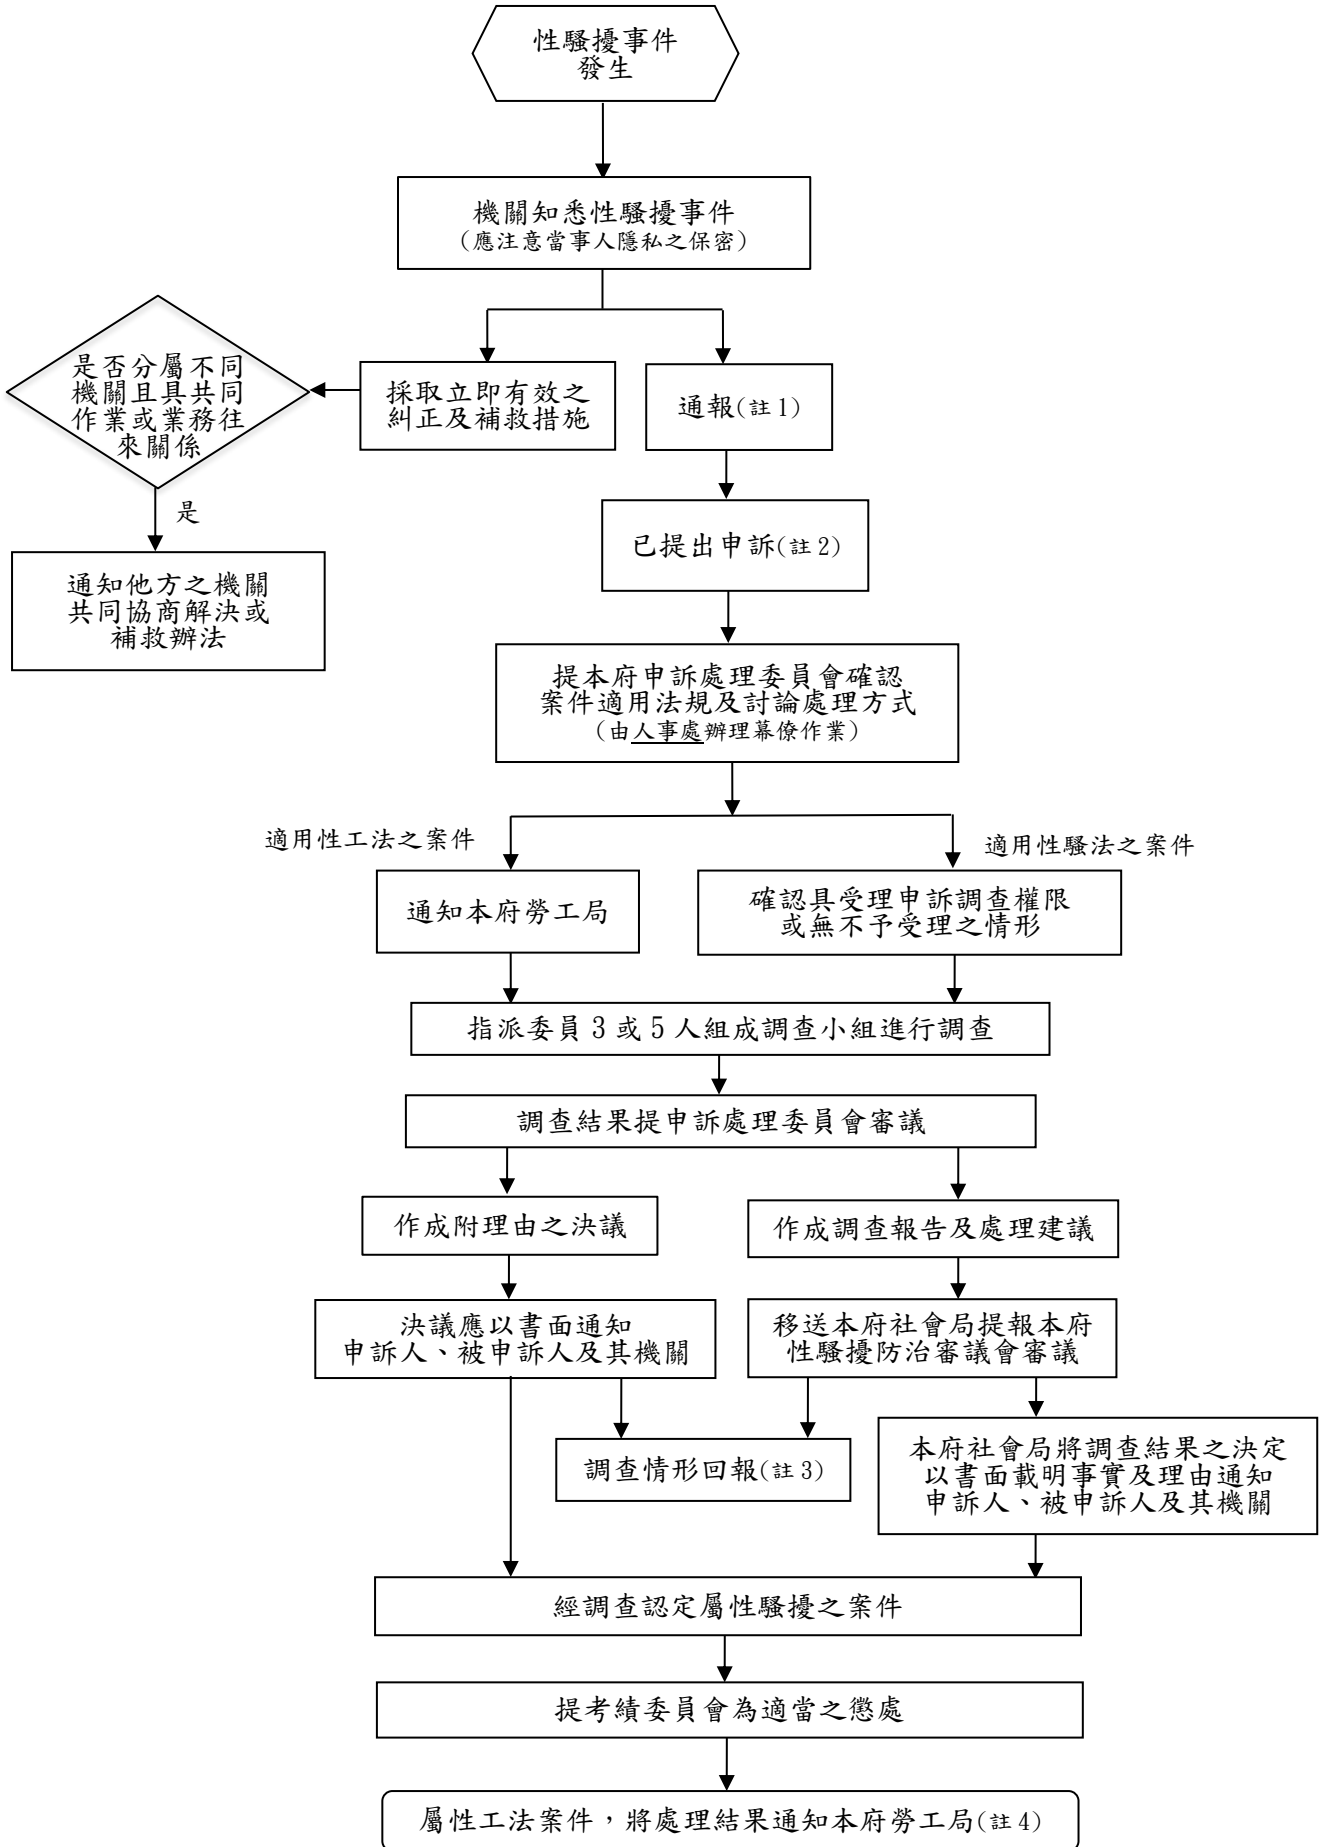 性騷擾事件
發生
機關知悉性騷擾事件
（應注意當事人隱私之保密）
是否分屬不同
機關且具共同
作業或業務往
來關係
採取立即有效之
糾正及補救措施
通報(註 1)
是
已提出申訴(註 2)
通知他方之機關
共同協商解決或
補救辦法
提本府申訴處理委員會確認
案件適用法規及討論處理方式
（由人事處辦理幕僚作業）
適用性工法之案件
適用性騷法之案件
通知本府勞工局
確認具受理申訴調查權限
或無不予受理之情形
指派委員 3 或 5 人組成調查小組進行調查
調查結果提申訴處理委員會審議
作成附理由之決議
作成調查報告及處理建議
決議應以書面通知
申訴人、被申訴人及其機關
移送本府社會局提報本府
性騷擾防治審議會審議
調查情形回報(註 3)
本府社會局將調查結果之決定
以書面載明事實及理由通知
申訴人、被申訴人及其機關
經調查認定屬性騷擾之案件
提考績委員會為適當之懲處
屬性工法案件，將處理結果通知本府勞工局(註 4)